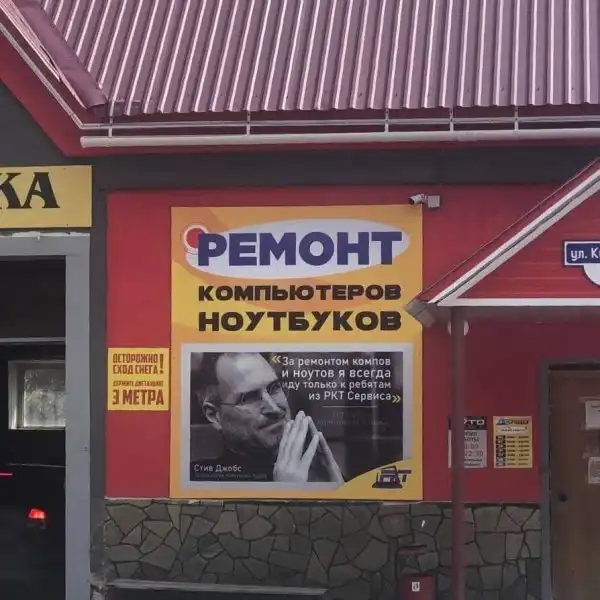 КА
РЕМОНТ
КОМПЬЮТЕРОВ
НОУТБУКОВ
ОСТОРОЖНО!
СХОД СНЕГА!
ДЕРЖИТЕ ДИСТАНЦИЮ
3 МЕТРА
«За ремонтом компов
и ноутов я всегда
иду только к ребятам
из РКТ Сервиса»
Стив Джобс
ул. К